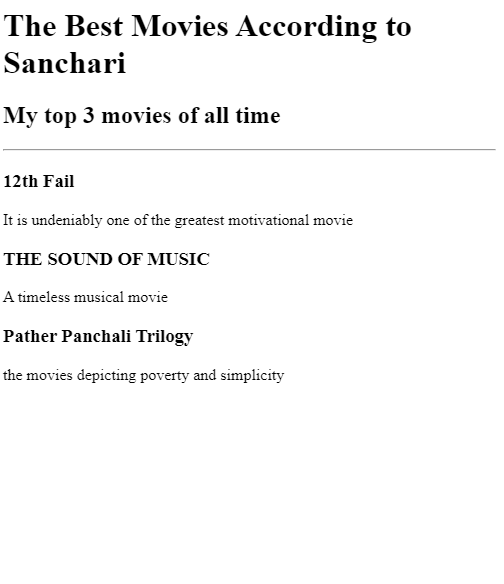 The Best Movies According to
Sanchari
My top 3 movies of all time
12th Fail
It is undeniably one of the greatest motivational movie
THE SOUND OF MUSIC
A timeless musical movie
Pather Panchali Trilogy
the movies depicting poverty and simplicity